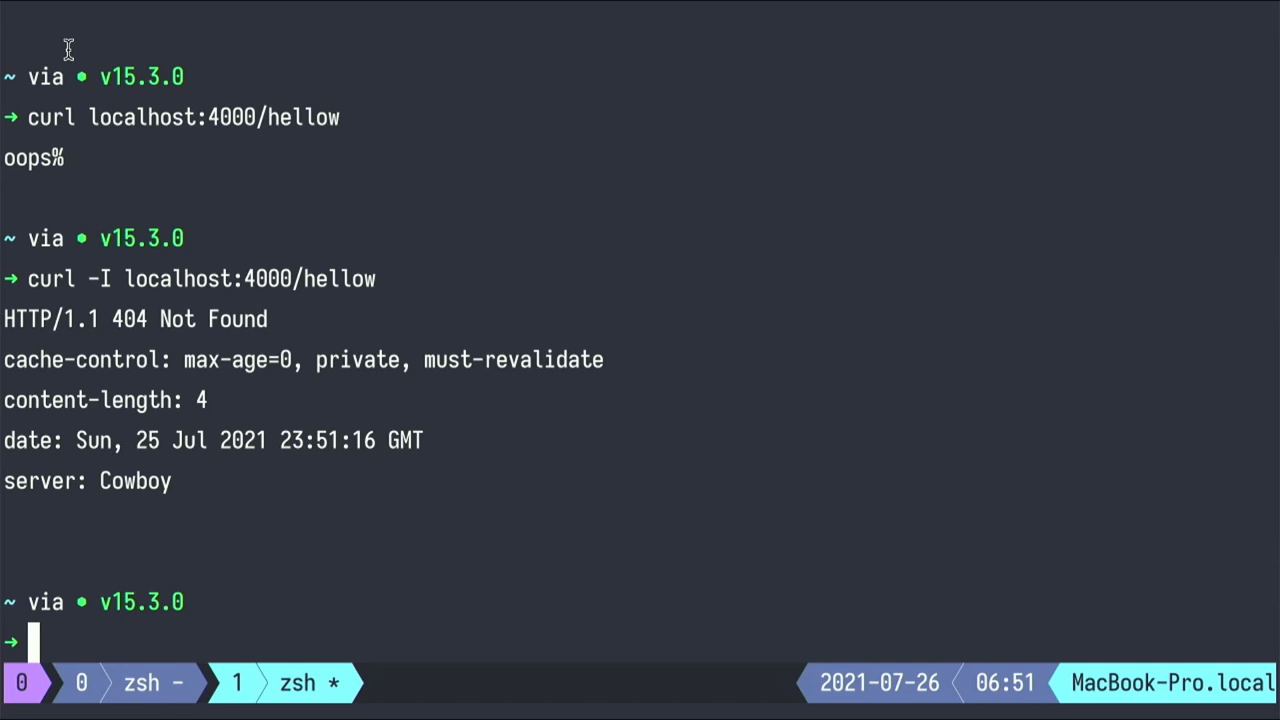 ~ via • v15.3.0
→ curl localhost:4000/hellow
oops%
~ via • v15.3.0
→ curl -I localhost:4000/hellow
HTTP/1.1 404 Not Found
cache-control: max-age=0, private, must-revalidate
content-length: 4
date: Sun, 25 Jul 2021 23:51:16 GMT
server: Cowboy
~ via • v15.3.0
→
0 0 zsh - 1 zsh * 2021-07-26 06:51 MacBook-Pro.local